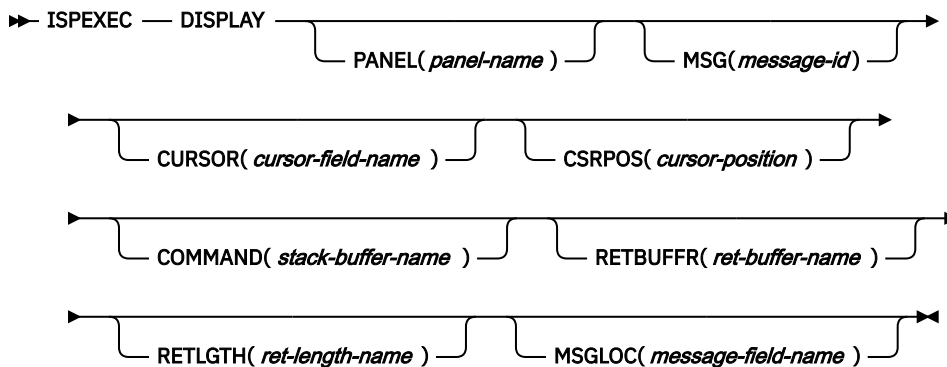 ISPEXEC DISPLAY
PANEL( panel-name ) MSG( message-id )
CURSOR( cursor-field-name ) CSRPOS( cursor-position )
COMMAND( stack-buffer-name ) RETBUFFR( ret-buffer-name )
RETLGTH( ret-length-name ) MSGLOC( message-field-name )